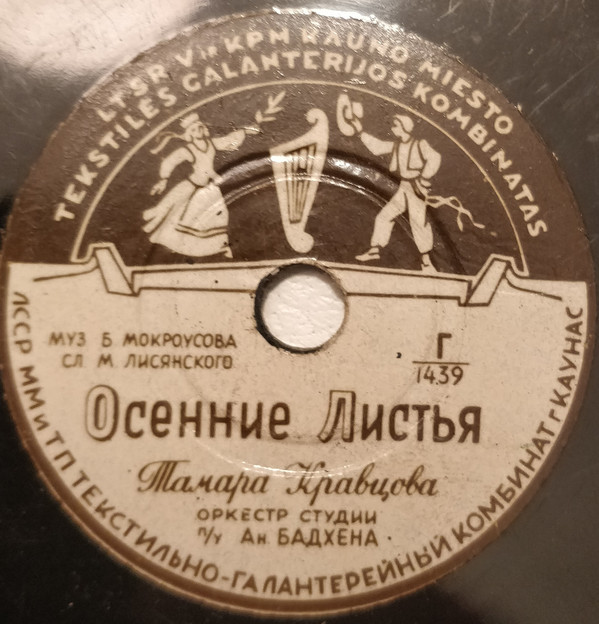 LTSR V ir KPM KAUNO MIESTO
TEKSTILĖS GALANTERIJOS KOMBINATAS
МУЗ Б. МОКРОУСОВА
СЛ. М. ЛИСЯНСКОГО
Г
1439
Осенние Листья
Тамара Кравцова
ОРКЕСТР СТУДИИ
П/У Ан. БАДХЕНА
ЛССР ММиТП ТЕКСТИЛЬНО-ГАЛАНТЕРЕЙНЫЙ КОМБИНАТ г КАУНАС